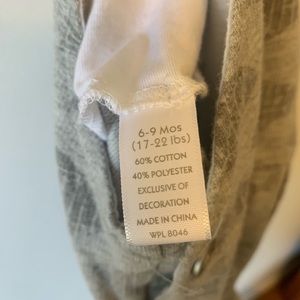 6-9 Mos
(17-22 lbs)
60% COTTON
40% POLYESTER
EXCLUSIVE OF
DECORATION
MADE IN CHINA
WPL 8046